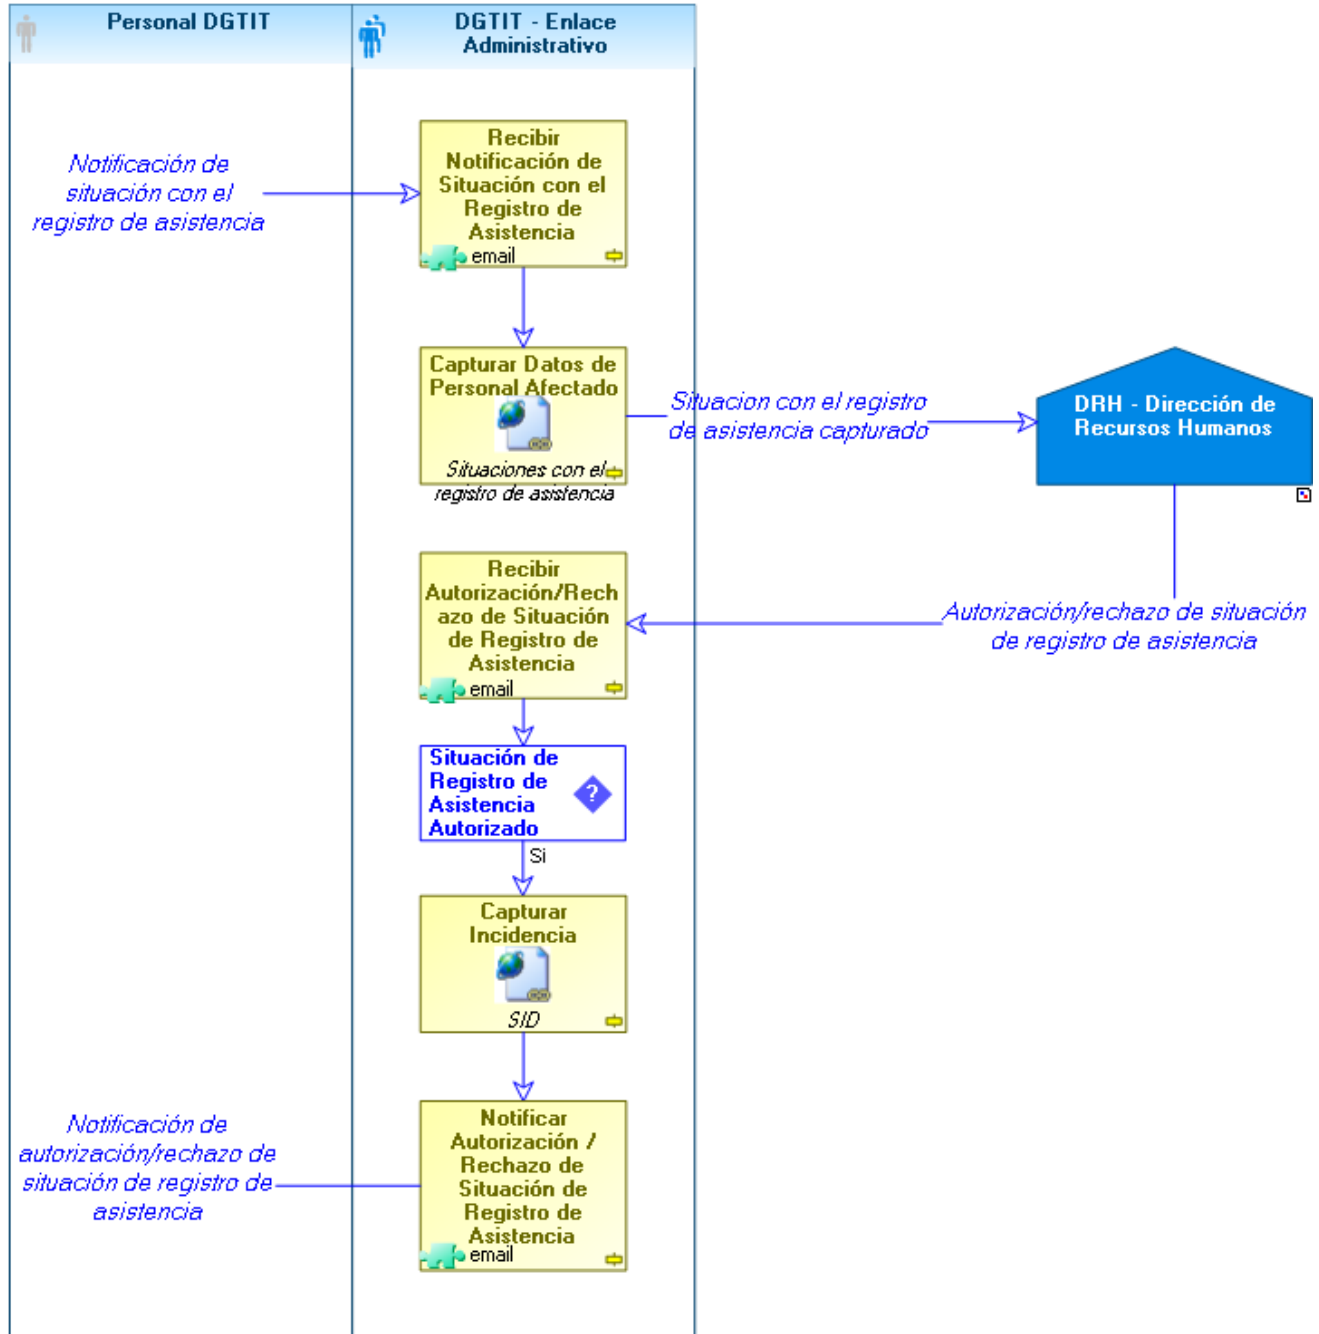 Personal DGTIT
DGTIT - Enlace
Administrativo
Notificación de
situación con el
registro de asistencia
Recibir
Notificación de
Situación con el
Registro de
Asistencia
email
Capturar Datos de
Personal Afectado
Situaciones con el
registro de asistencia
Situacion con el registro
de asistencia capturado
DRH - Dirección de
Recursos Humanos
Recibir
Autorización/Rech
azo de Situación
de Registro de
Asistencia
email
Autorización/rechazo de situación
de registro de asistencia
Situación de
Registro de
Asistencia
Autorizado
?
Si
Capturar
Incidencia
SID
Notificar
Autorización /
Rechazo de
Situación de
Registro de
Asistencia
email
Notificación de
autorización/rechazo de
situación de registro de
asistencia